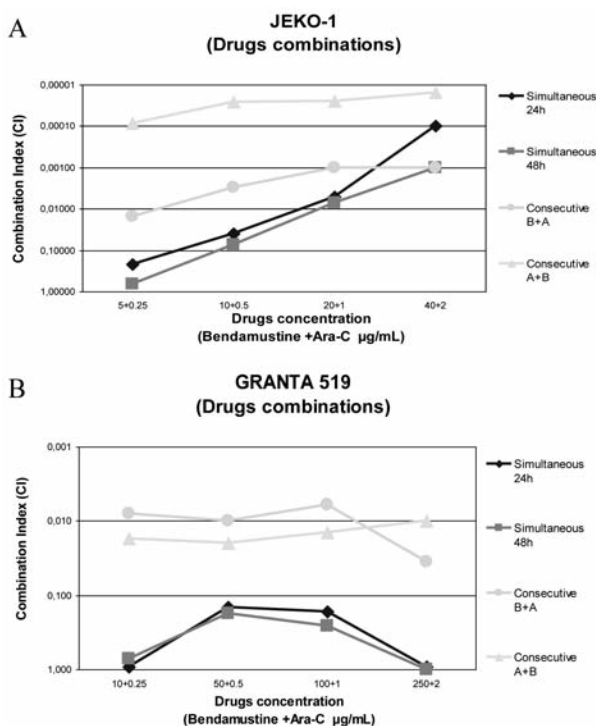 A
JEKO-1
(Drugs combinations)
Combination Index (CI)
0,00001
0,00010
0,00100
0,01000
0,10000
1,00000
5+0.25 10+0.5 20+1 40+2
Drugs concentration
(Bendamustine +Ara-C µg/mL)
Simultaneous
24h
Simultaneous
48h
Consecutive
B+A
Consecutive
A+B
B
GRANTA 519
(Drugs combinations)
Combination Index (CI)
0,001
0,010
0,100
1,000
10+0.25 50+0.5 100+1 250+2
Drugs concentration
(Bendamustine +Ara-C µg/mL)
Simultaneous
24h
Simultaneous
48h
Consecutive
B+A
Consecutive
A+B